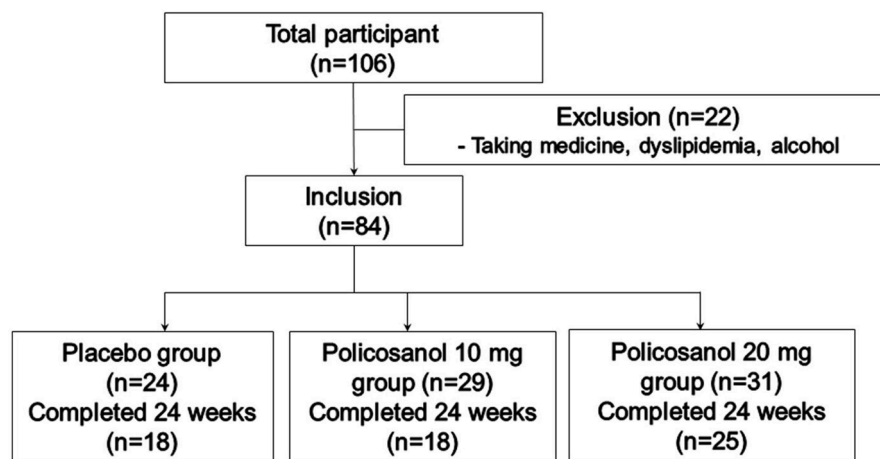 Total participant
(n=106)
Exclusion (n=22)
- Taking medicine, dyslipidemia, alcohol
Inclusion
(n=84)
Placebo group
(n=24)
Completed 24 weeks
(n=18)
Policosanol 10 mg
group (n=29)
Completed 24 weeks
(n=18)
Policosanol 20 mg
group (n=31)
Completed 24 weeks
(n=25)